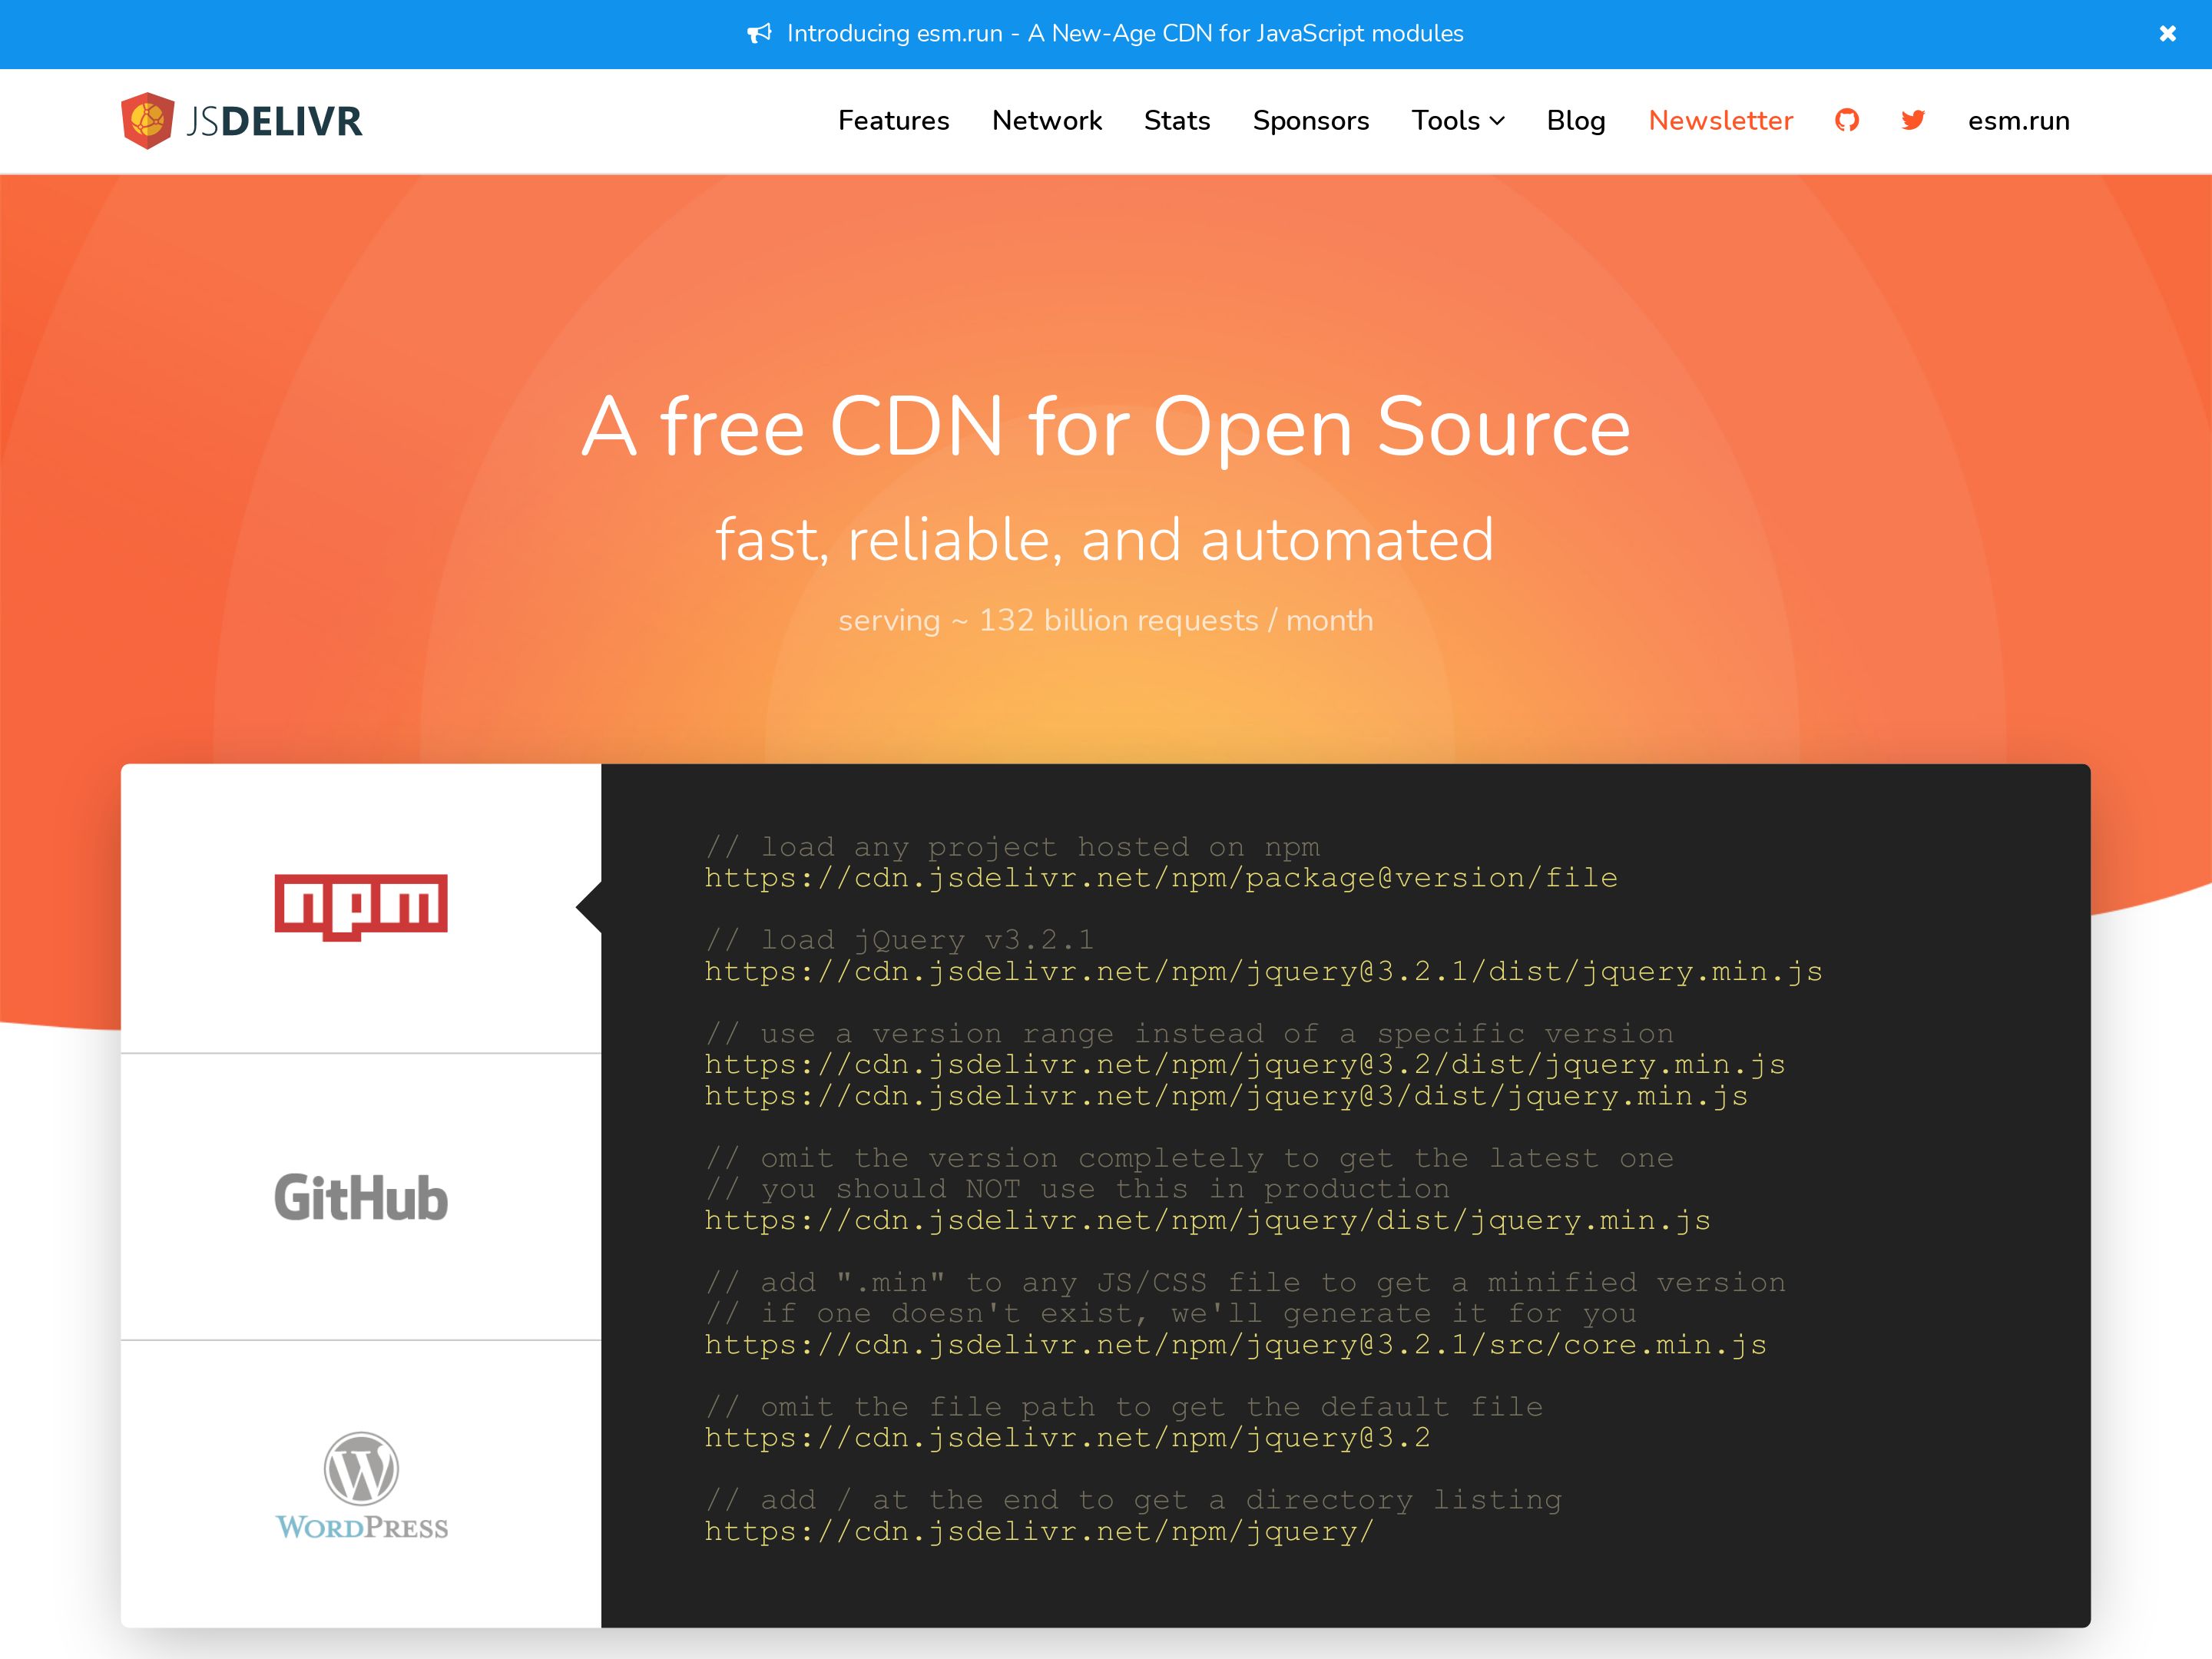 Introducing esm.run - A New-Age CDN for JavaScript modules
JSDELIVR
Features Network Stats Sponsors Tools Blog Newsletter esm.run
A free CDN for Open Source
fast, reliable, and automated
serving ~ 132 billion requests / month
npm
GitHub
WORDPRESS
// load any project hosted on npm
https://cdn.jsdelivr.net/npm/package@version/file
// load jQuery v3.2.1
https://cdn.jsdelivr.net/npm/jquery@3.2.1/dist/jquery.min.js
// use a version range instead of a specific version
https://cdn.jsdelivr.net/npm/jquery@3.2/dist/jquery.min.js
https://cdn.jsdelivr.net/npm/jquery@3/dist/jquery.min.js
// omit the version completely to get the latest one
// you should NOT use this in production
https://cdn.jsdelivr.net/npm/jquery/dist/jquery.min.js
// add ".min" to any JS/CSS file to get a minified version
// if one doesn't exist, we'll generate it for you
https://cdn.jsdelivr.net/npm/jquery@3.2.1/src/core.min.js
// omit the file path to get the default file
https://cdn.jsdelivr.net/npm/jquery@3.2
// add / at the end to get a directory listing
https://cdn.jsdelivr.net/npm/jquery/